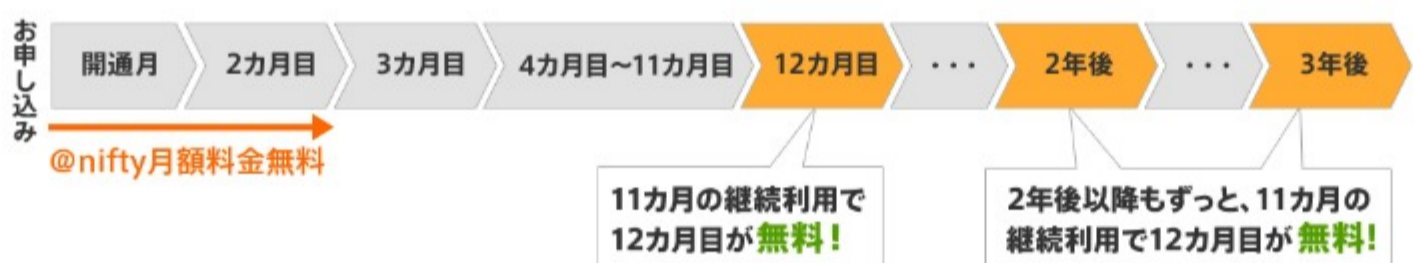 お申し込み
開通月
2カ月目
3カ月目
4カ月目〜11カ月目
12カ月目
・・・
2年後
・・・
3年後
@nifty月額料金無料
11カ月の継続利用で
12カ月目が無料!
2年後以降もずっと、11カ月の
継続利用で12カ月目が無料!